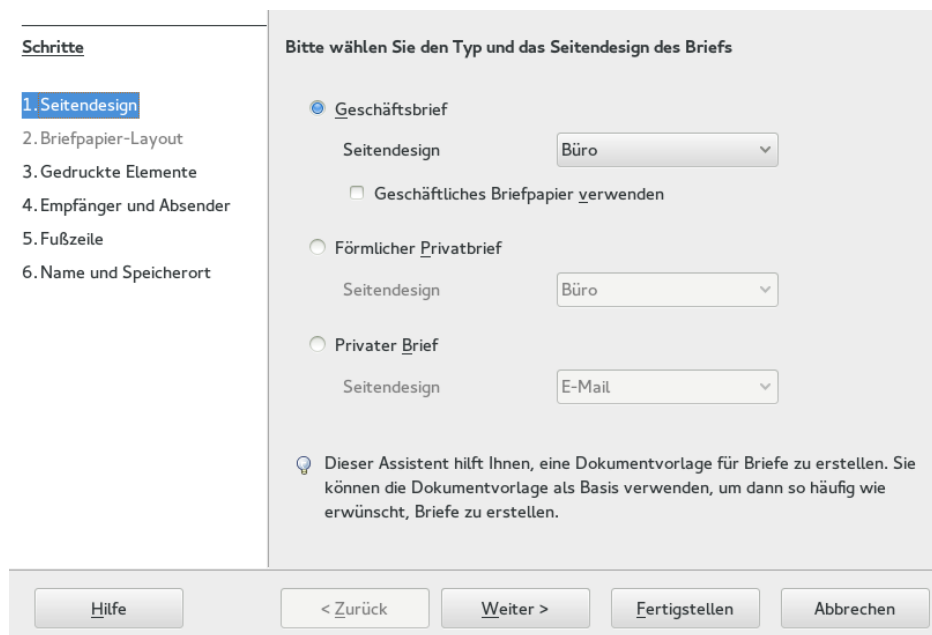 Schritte
1. Seitendesign
2. Briefpapier-Layout
3. Gedruckte Elemente
4. Empfänger und Absender
5. Fußzeile
6. Name und Speicherort
Bitte wählen Sie den Typ und das Seitendesign des Briefs
Geschäftsbrief
Seitendesign Büro
Geschäftliches Briefpapier verwenden
Förmlicher Privatbrief
Seitendesign Büro
Privater Brief
Seitendesign E-Mail
Dieser Assistent hilft Ihnen, eine Dokumentvorlage für Briefe zu erstellen. Sie
können die Dokumentvorlage als Basis verwenden, um dann so häufig wie
erwünscht, Briefe zu erstellen.
Hilfe < Zurück Weiter > Fertigstellen Abbrechen